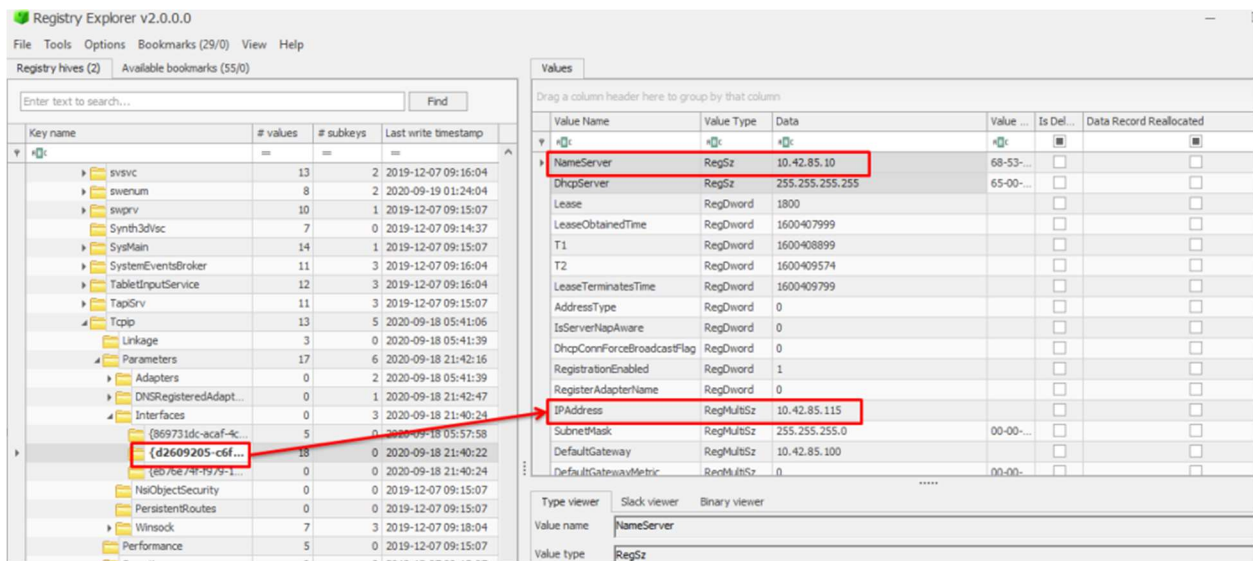 Registry Explorer v2.0.0.0
File Tools Options Bookmarks (29/0) View Help
Registry hives (2) Available bookmarks (55/0)
Enter text to search... Find
Key name # values # subkeys Last write timestamp
= = =
svsvc 13 2 2019-12-07 09:16:04
swenum 8 2 2020-09-19 01:24:04
swprv 10 1 2019-12-07 09:15:07
Synth3dVsc 7 0 2019-12-07 09:14:37
SysMain 14 1 2019-12-07 09:15:07
SystemEventsBroker 11 3 2019-12-07 09:16:04
TabletInputService 12 3 2019-12-07 09:16:04
TapiSrv 11 3 2019-12-07 09:15:07
Tcpip 13 5 2020-09-18 05:41:06
Linkage 3 0 2020-09-18 05:41:39
Parameters 17 6 2020-09-18 21:42:16
Adapters 0 2 2020-09-18 05:41:39
DNSRegisteredAdapt... 0 1 2020-09-18 21:42:47
Interfaces 0 3 2020-09-18 21:40:24
{869731dc-acaf-4c... 5 0 2020-09-18 05:57:58
{d2609205-c6f... 18 0 2020-09-18 21:40:22
{eb76e74f-f979-1... 0 0 2020-09-18 21:40:24
NsiObjectSecurity 0 0 2019-12-07 09:15:07
PersistentRoutes 0 0 2019-12-07 09:15:07
Winsock 7 3 2019-12-07 09:18:04
Performance 5 0 2019-12-07 09:15:07
Values
Drag a column header here to group by that column
Value Name Value Type Data Value ... Is Del... Data Record Reallocated
NameServer RegSz 10.42.85.10 68-53-...
DhcpServer RegSz 255.255.255.255 65-00-...
Lease RegDword 1800
LeaseObtainedTime RegDword 1600407999
T1 RegDword 1600408899
T2 RegDword 1600409574
LeaseTerminatesTime RegDword 1600409799
AddressType RegDword 0
IsServerNapAware RegDword 0
DhcpConnForceBroadcastFlag RegDword 0
RegistrationEnabled RegDword 1
RegisterAdapterName RegDword 0
IPAddress RegMultiSz 10.42.85.115
SubnetMask RegMultiSz 255.255.255.0 00-00-...
DefaultGateway RegMultiSz 10.42.85.100
DefaultGatewayMetric RegMultiSz 0 00-00-
Type viewer Slack viewer Binary viewer
Value name NameServer
Value type RegSz